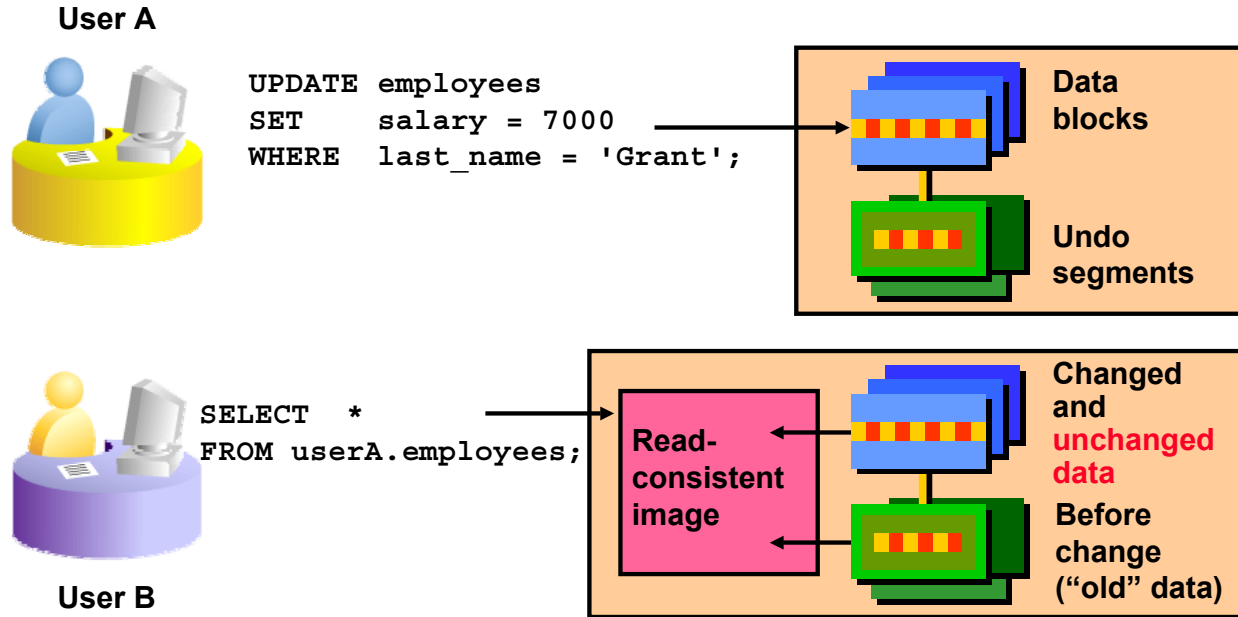 User A
UPDATE employees
SET salary = 7000
WHERE last_name = 'Grant';
Data
blocks
Undo
segments
SELECT *
FROM userA.employees;
Read-
consistent
image
Changed
and
unchanged
data
Before
change
(“old” data)
User B